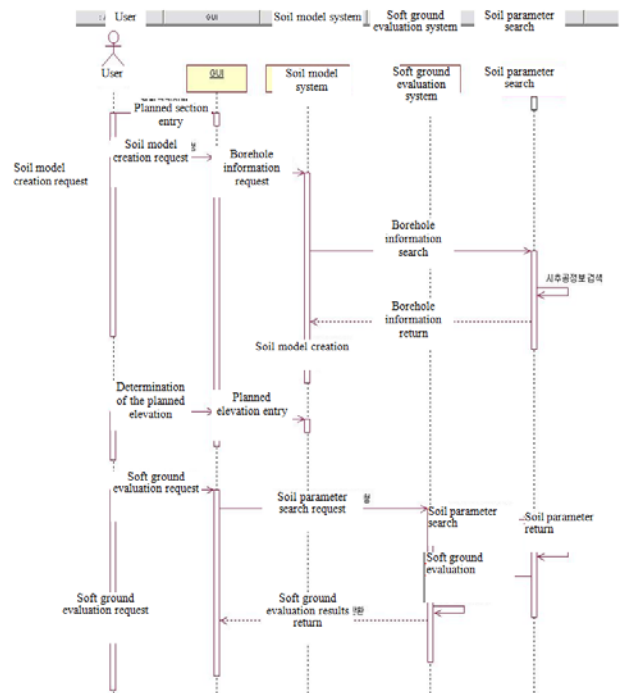 User
GUI
Soil model system
Soft ground
evaluation system
Soil parameter
search
User
GUI
Soil model
system
Soft ground
evaluation
system
Soil parameter
search
Planned section
entry
Soil model
creation request
Soil model
creation request
Borehole
information
request
Borehole
information
search
시추공정보 검색
Borehole
information
return
Soil model creation
Determination
of the planned
elevation
Planned
elevation entry
Soft ground
evaluation request
Soil parameter
search request
Soil parameter
search
Soil parameter
return
Soft ground
evaluation
Soft ground
evaluation request
Soft ground
evaluation results
return